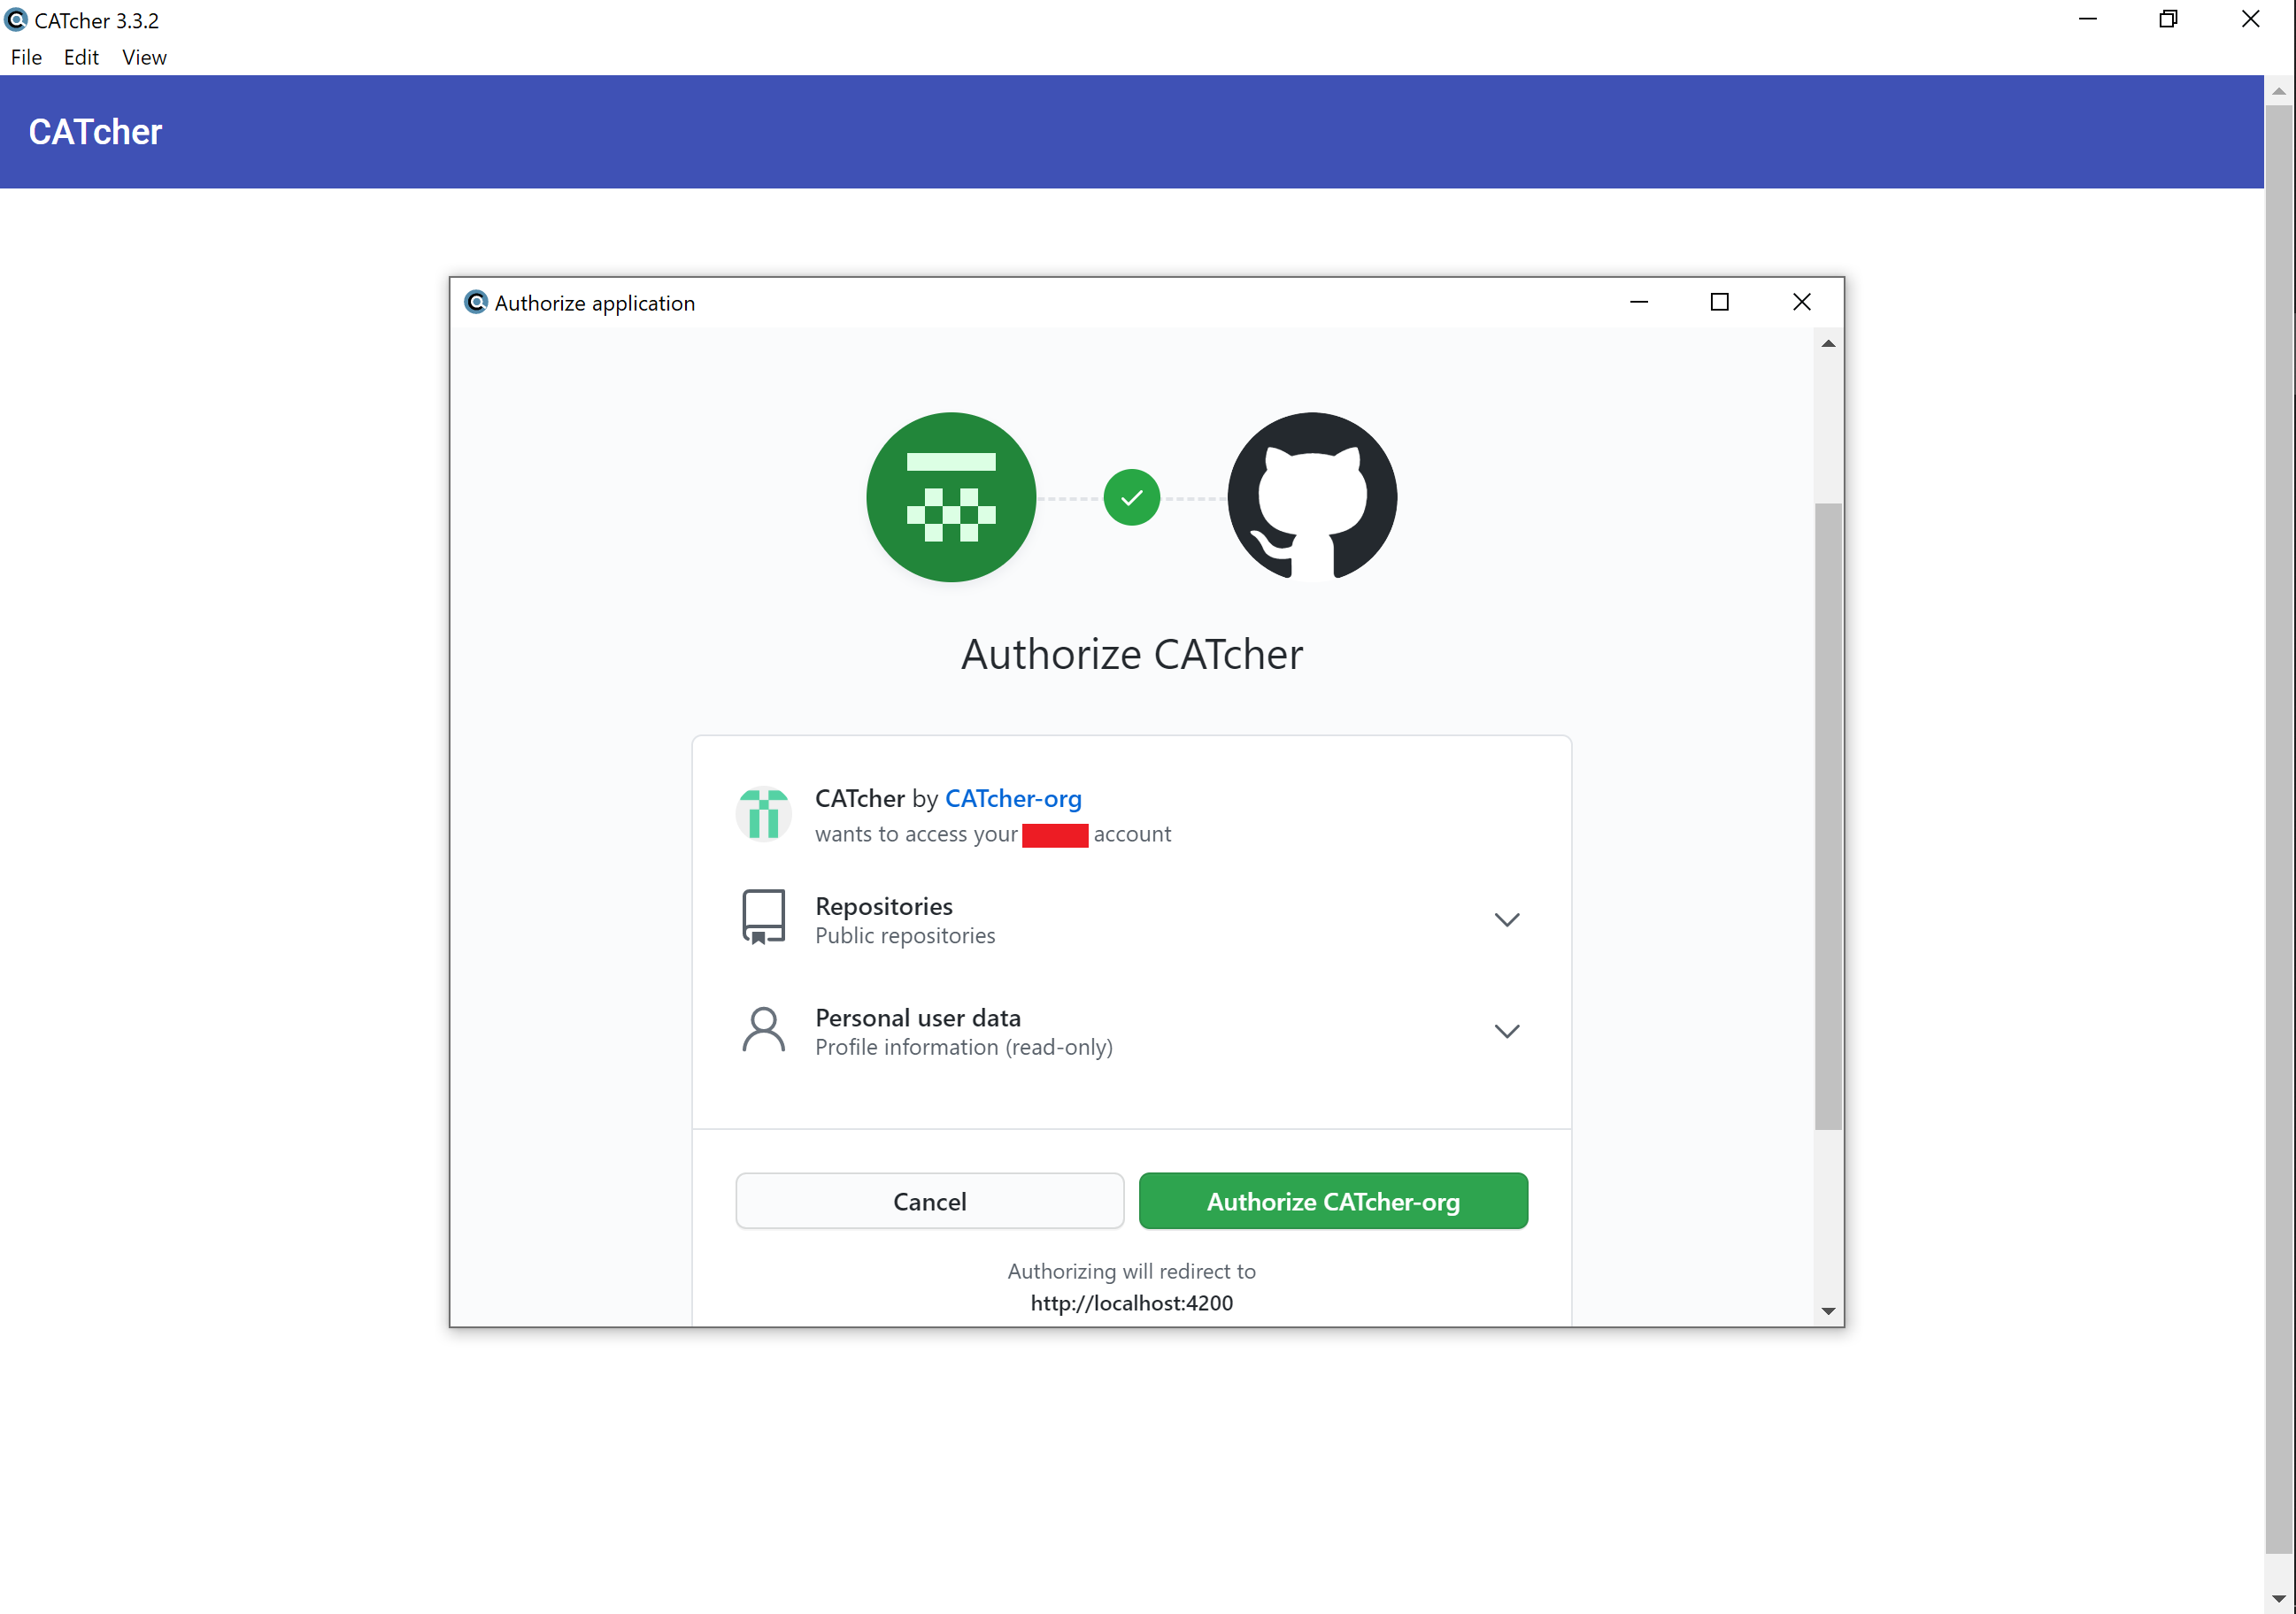 CATcher 3.3.2
File Edit View
CATcher
Authorize application
Authorize CATcher
CATcher by CATcher-org
wants to access your account
Repositories
Public repositories
Personal user data
Profile information (read-only)
Cancel Authorize CATcher-org
Authorizing will redirect to
http://localhost:4200